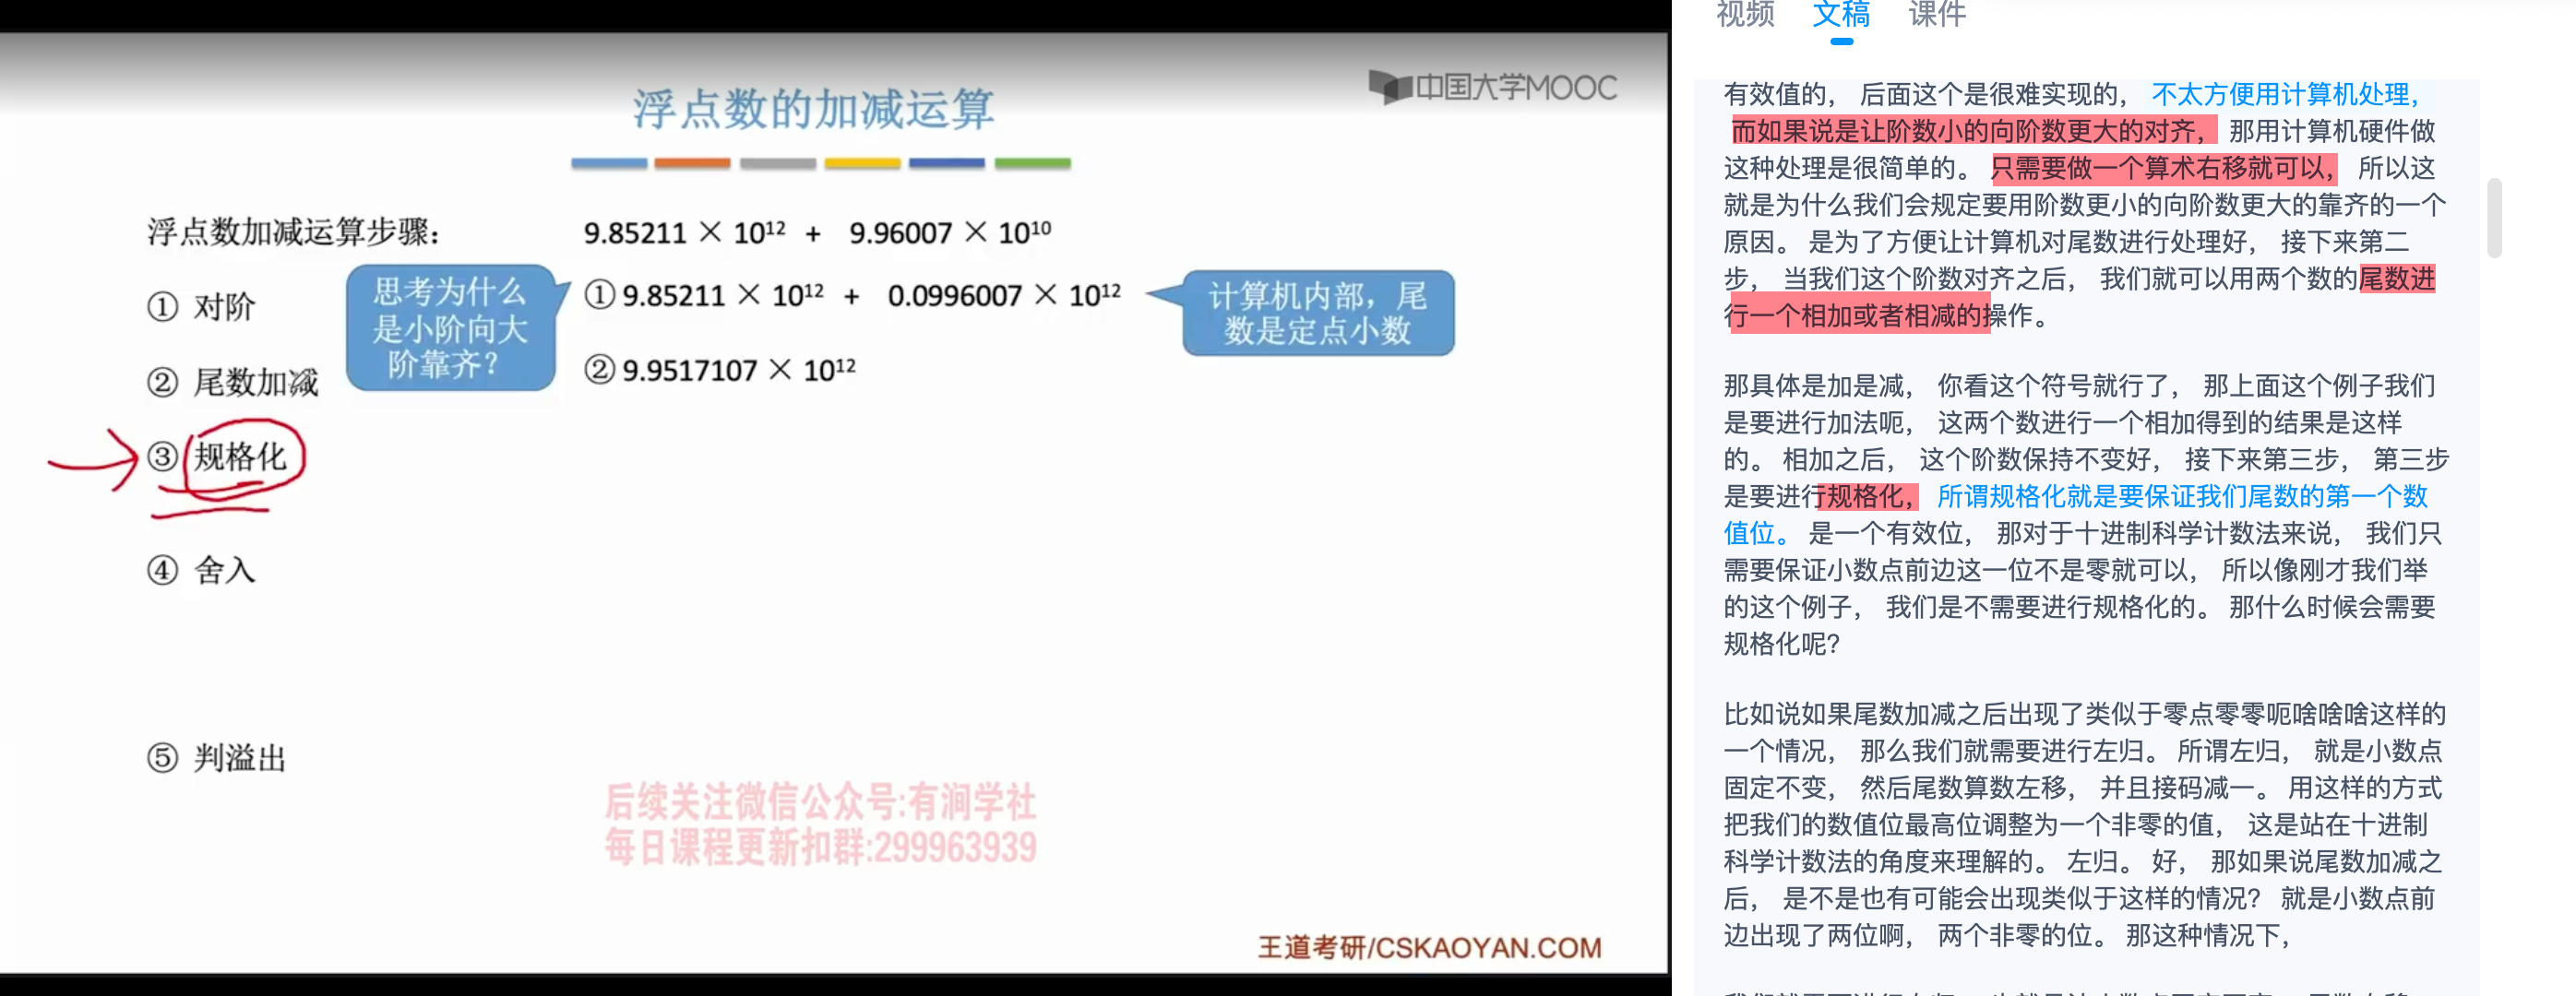 中国大学MOOC
浮点数的加减运算
浮点数加减运算步骤：
9.85211 × 10¹² + 9.96007 × 10¹⁰
① 对阶
思考为什么
是小阶向大
阶靠齐？
① 9.85211 × 10¹² + 0.0996007 × 10¹²
计算机内部，尾
数是定点小数
② 尾数加减
② 9.9517107 × 10¹²
③ 规格化
④ 舍入
⑤ 判溢出
后续关注微信公众号:有涧学社
每日课程更新扣群:299963939
王道考研/CSKAOYAN.COM
视频 文稿 课件
有效值的， 后面这个是很难实现的， 不太方便用计算机处理，
而如果说是让阶数小的向阶数更大的对齐， 那用计算机硬件做
这种处理是很简单的。 只需要做一个算术右移就可以， 所以这
就是为什么我们会规定要用阶数更小的向阶数更大的靠齐的一个
原因。 是为了方便让计算机对尾数进行处理好， 接下来第二
步， 当我们这个阶数对齐之后， 我们就可以用两个数的尾数进
行一个相加或者相减的操作。
那具体是加是减， 你看这个符号就行了， 那上面这个例子我们
是要进行加法呃， 这两个数进行一个相加得到的结果是这样
的。 相加之后， 这个阶数保持不变好， 接下来第三步， 第三步
是要进行规格化， 所谓规格化就是要保证我们尾数的第一个数
值位。 是一个有效位， 那对于十进制科学计数法来说， 我们只
需要保证小数点前边这一位不是零就可以， 所以像刚才我们举
的这个例子， 我们是不需要进行规格化的。 那什么时候会需要
规格化呢？
比如说如果尾数加减之后出现了类似于零点零零呃啥啥啥这样的
一个情况， 那么我们就需要进行左归。 所谓左归， 就是小数点
固定不变， 然后尾数算数左移， 并且接码减一。 用这样的方式
把我们的数值位最高位调整为一个非零的值， 这是站在十进制
科学计数法的角度来理解的。 左归。 好， 那如果说尾数加减之
后， 是不是也有可能会出现类似于这样的情况？ 就是小数点前
边出现了两位啊， 两个非零的位。 那这种情况下，